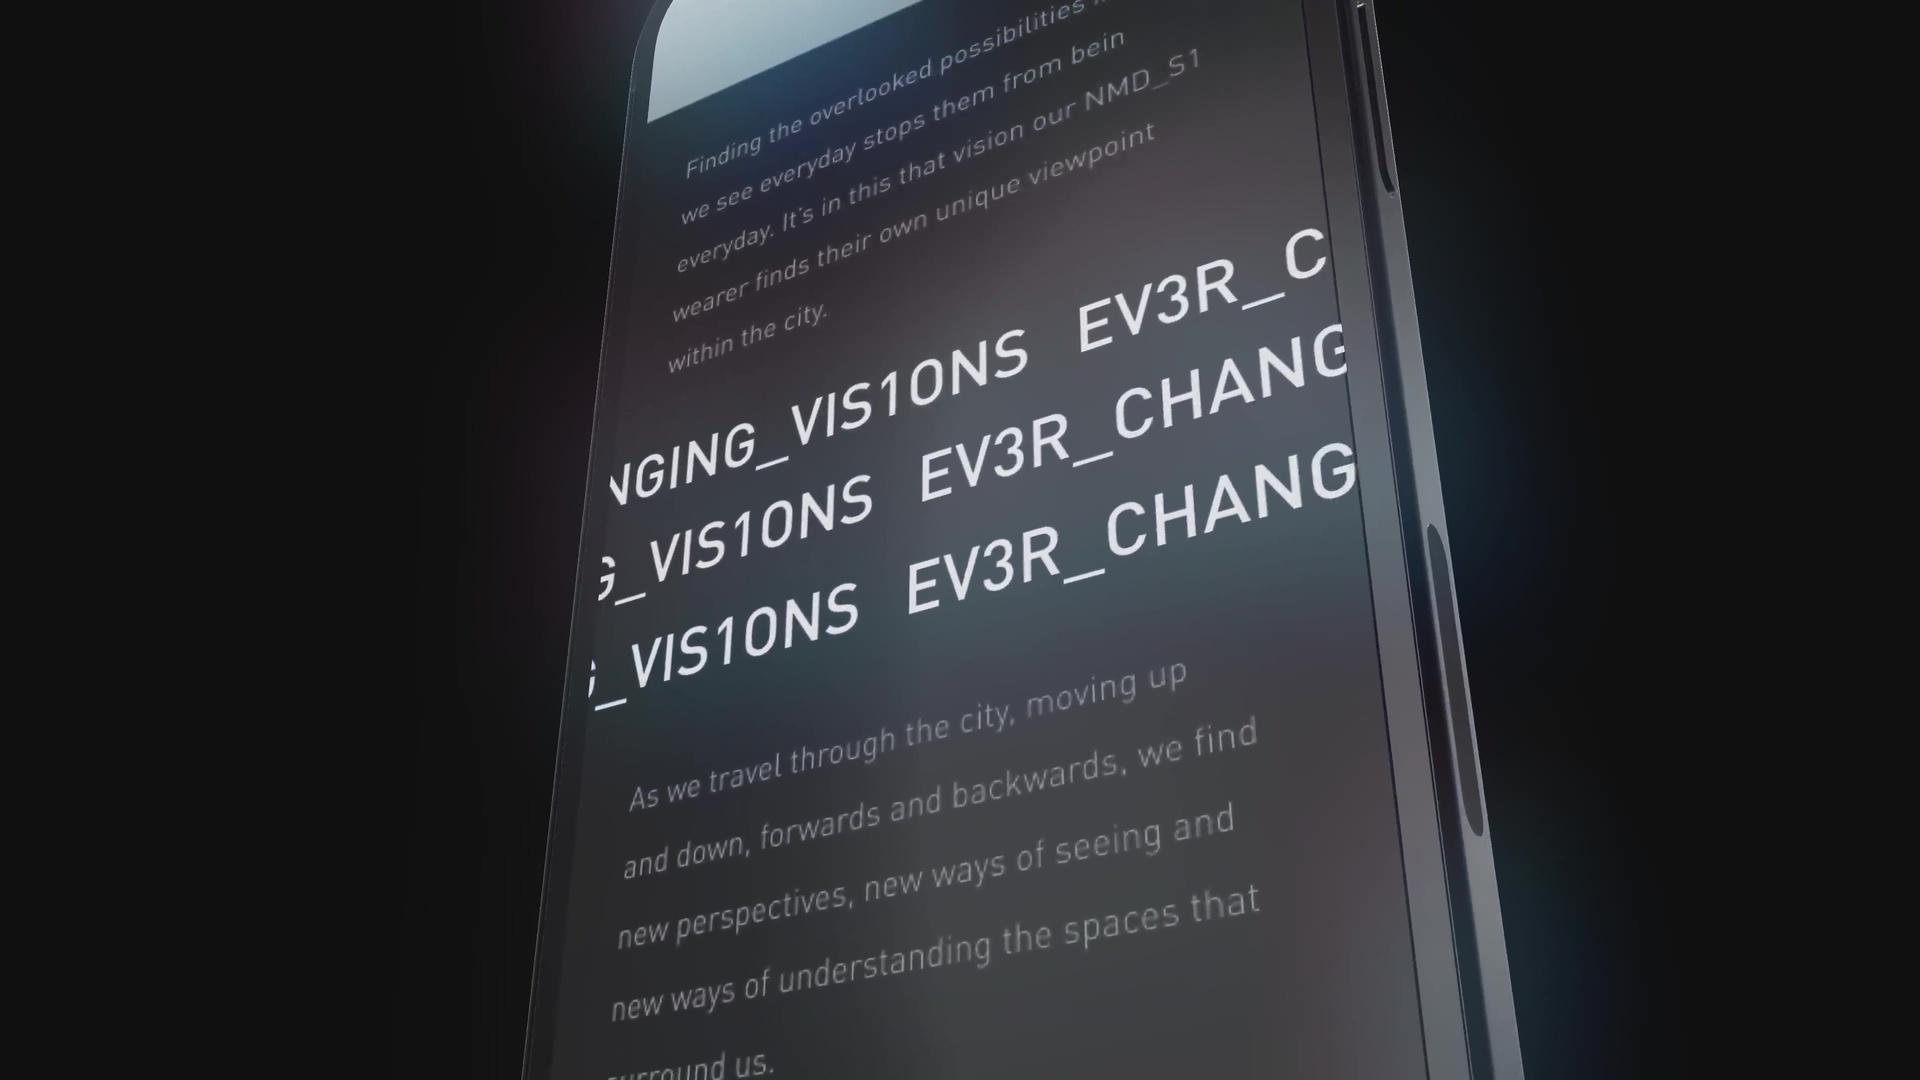 Finding the overlooked possibilities
we see everyday stops them from bein
everyday. It's in this that vision our NMD_S1
wearer finds their own unique viewpoint
within the city.
NGING_VIS1ONS EV3R_C
G_VIS1ONS EV3R_CHANG
G_VIS1ONS EV3R_CHANG
As we travel through the city, moving up
and down, forwards and backwards, we find
new perspectives, new ways of seeing and
new ways of understanding the spaces that
surround us.